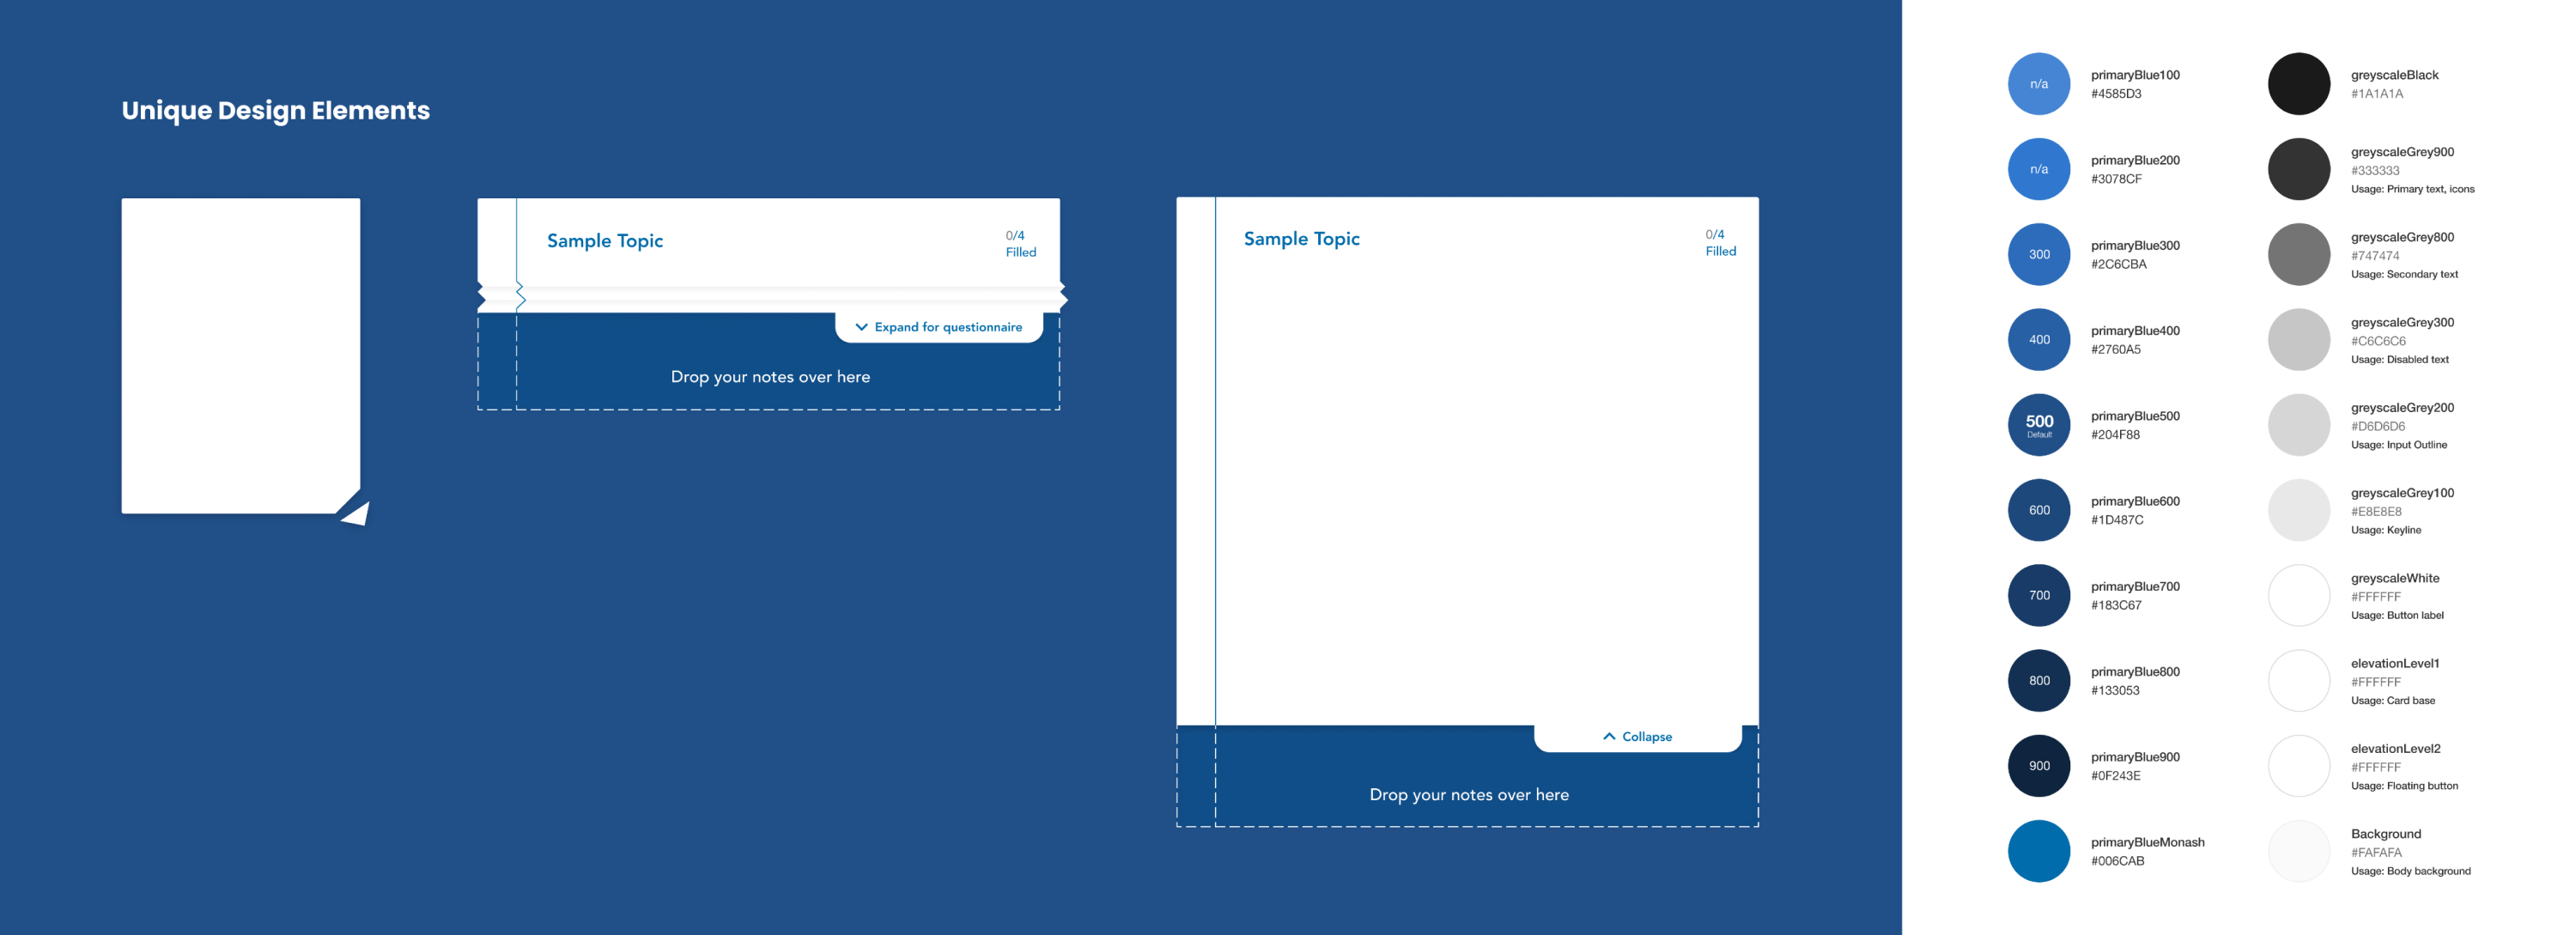 Unique Design Elements
Sample Topic
0/4
Filled
Expand for questionnaire
Drop your notes over here
Sample Topic
0/4
Filled
Collapse
Drop your notes over here
n/a
primaryBlue100
#4585D3
n/a
primaryBlue200
#3078CF
300
primaryBlue300
#2C6CBA
400
primaryBlue400
#2760A5
500
Default
primaryBlue500
#204F88
600
primaryBlue600
#1D487C
700
primaryBlue700
#183C67
800
primaryBlue800
#133053
900
primaryBlue900
#0F243E
primaryBlueMonash
#006CAB
greyscaleBlack
#1A1A1A
greyscaleGrey900
#333333
Usage: Primary text, icons
greyscaleGrey800
#747474
Usage: Secondary text
greyscaleGrey300
#C6C6C6
Usage: Disabled text
greyscaleGrey200
#D6D6D6
Usage: Input Outline
greyscaleGrey100
#E8E8E8
Usage: Keyline
greyscaleWhite
#FFFFFF
Usage: Button label
elevationLevel1
#FFFFFF
Usage: Card base
elevationLevel2
#FFFFFF
Usage: Floating button
Background
#FAFAFA
Usage: Body background